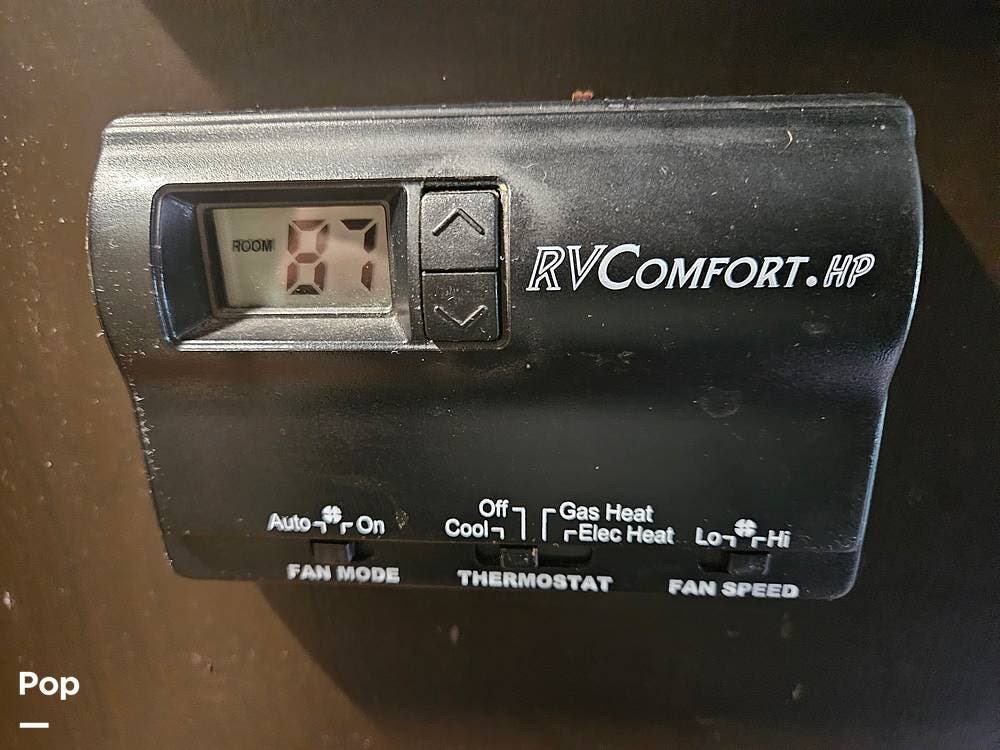 ROOM 87
RVCOMFORT.HP
Auto On
FAN MODE
Off Gas Heat
Cool Elec Heat
THERMOSTAT
Lo Hi
FAN SPEED
Pop